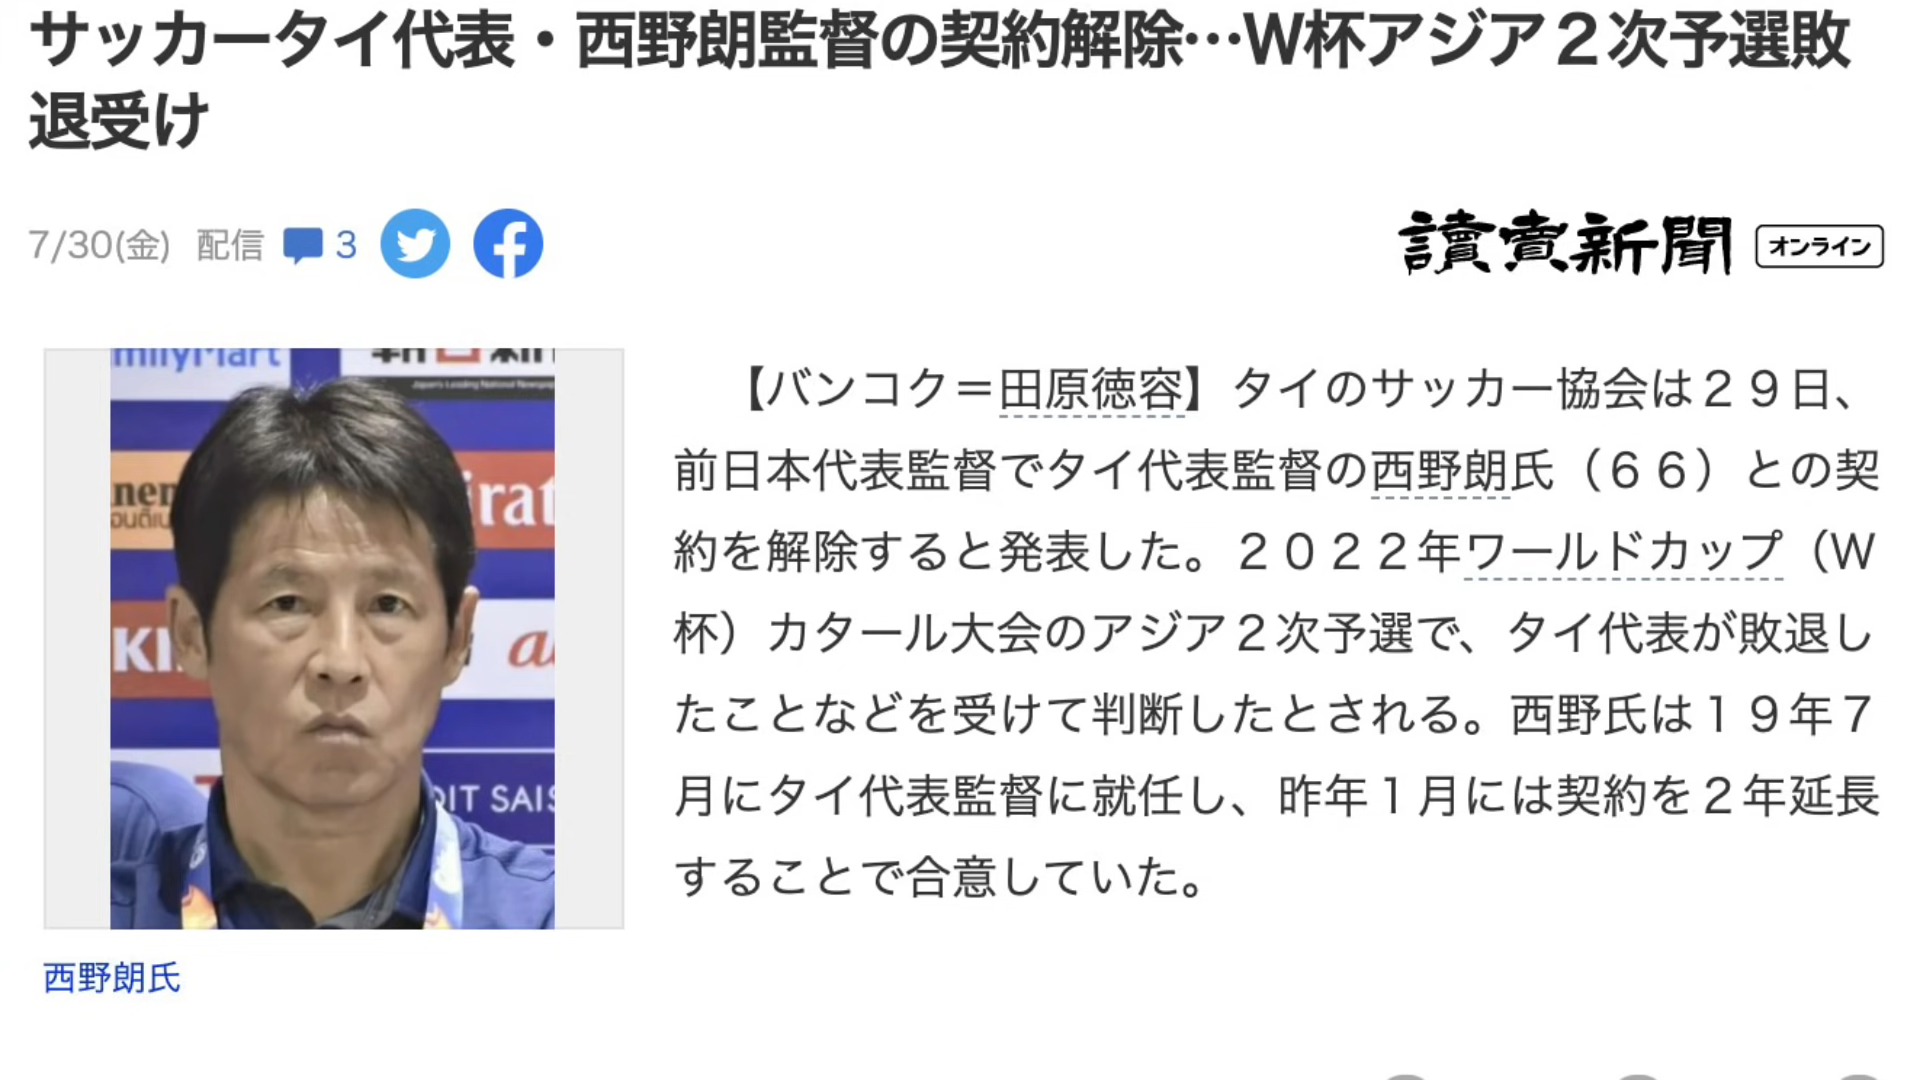 サッカータイ代表・西野朗監督の契約解除…W杯アジア２次予選敗
退受け
7/30(金) 配信 3
讀賣新聞 オンライン
【バンコク＝田原徳容】タイのサッカー協会は２９日、
前日本代表監督でタイ代表監督の西野朗氏（６６）との契
約を解除すると発表した。２０２２年ワールドカップ（W
杯）カタール大会のアジア２次予選で、タイ代表が敗退し
たことなどを受けて判断したとされる。西野氏は１９年７
月にタイ代表監督に就任し、昨年１月には契約を２年延長
することで合意していた。
milyMart
Japan's Leading National Newspap
rat
KI
DIT SAIS
西野朗氏